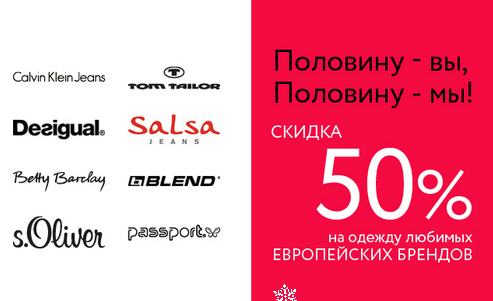 Calvin Klein Jeans
TOM TAILOR
Desigual®
Salsa
JEANS
Betty Barclay
BLEND®
s.Oliver
passport
Половину - вы,
Половину - мы!
СКИДКА
50%
на одежду любимых
ЕВРОПЕЙСКИХ БРЕНДОВ